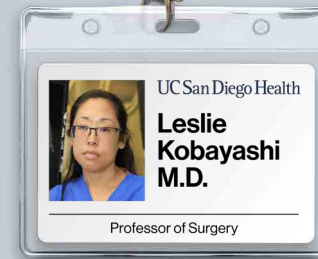 UC San Diego Health
Leslie
Kobayashi
M.D.
Professor of Surgery